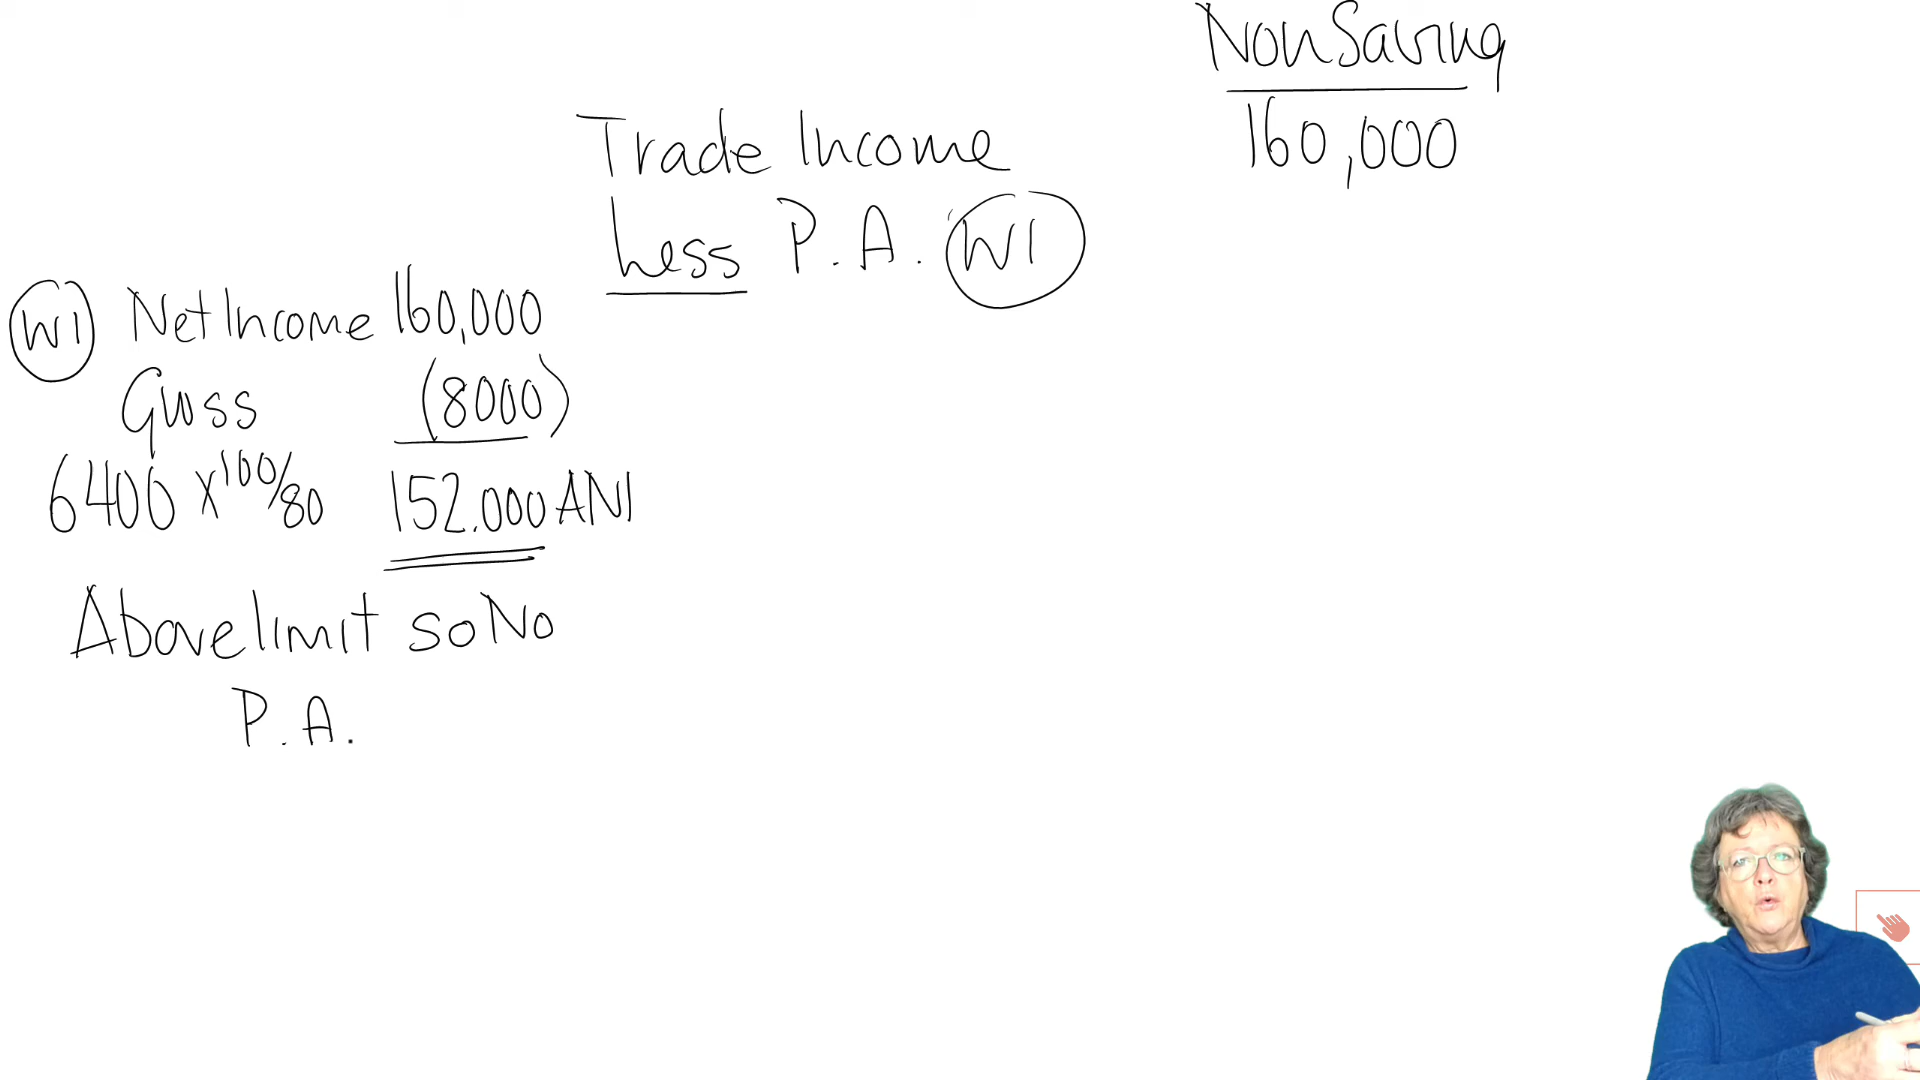 NonSaving
Trade Income 160,000
Less P.A. W1
W1 Net Income 160,000
Gross (8000)
6400 x 100/80 152.000 ANI
Above limit so No
P.A.